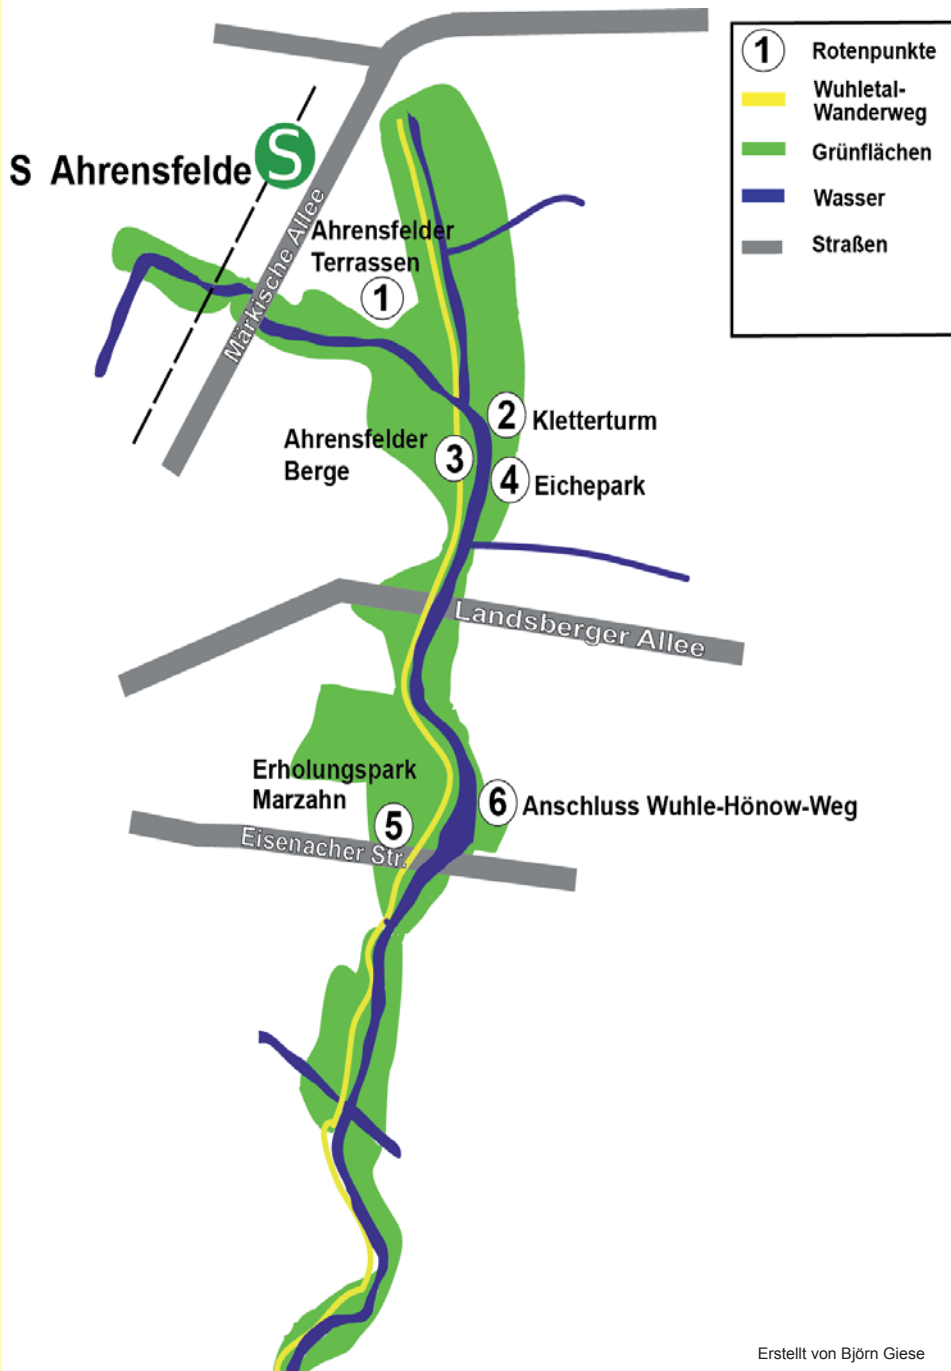 1 Rotenpunkte
Wuhletal-
Wanderweg
Grünflächen
Wasser
Straßen
S Ahrensfelde S
Märkische Allee
Ahrensfelder
Terrassen
1
2 Kletterturm
Ahrensfelder
Berge
3
4 Eichepark
Landsberger Allee
Erholungspark
Marzahn
5
6 Anschluss Wuhle-Hönow-Weg
Eisenacher Str.
Erstellt von Björn Giese